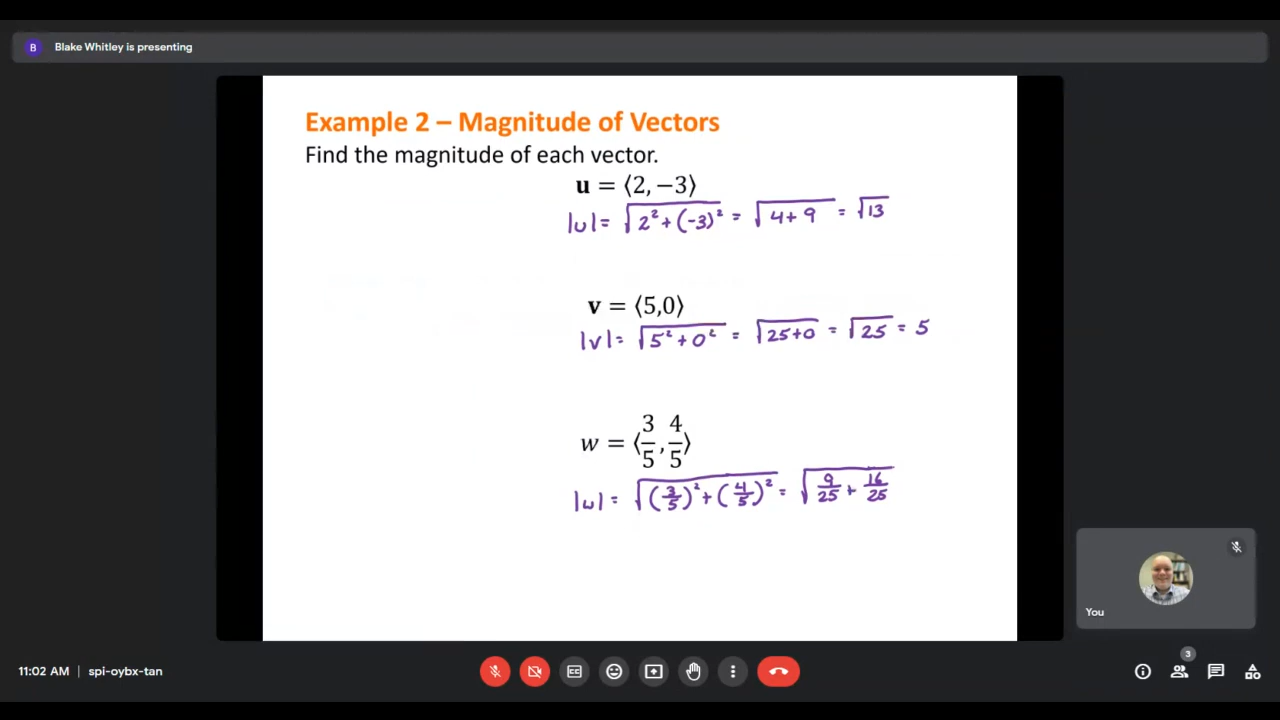 B Blake Whitley is presenting
Example 2 – Magnitude of Vectors
Find the magnitude of each vector.
u = ⟨2, −3⟩
|u| = √(2² + (-3)²) = √(4 + 9) = √13
v = ⟨5,0⟩
|v| = √(5² + 0²) = √(25+0) = √25 = 5
w = ⟨3/5, 4/5⟩
|w| = √((3/5)² + (4/5)²) = √(9/25 + 16/25)
You
3
11:02 AM | spi-oybx-tan